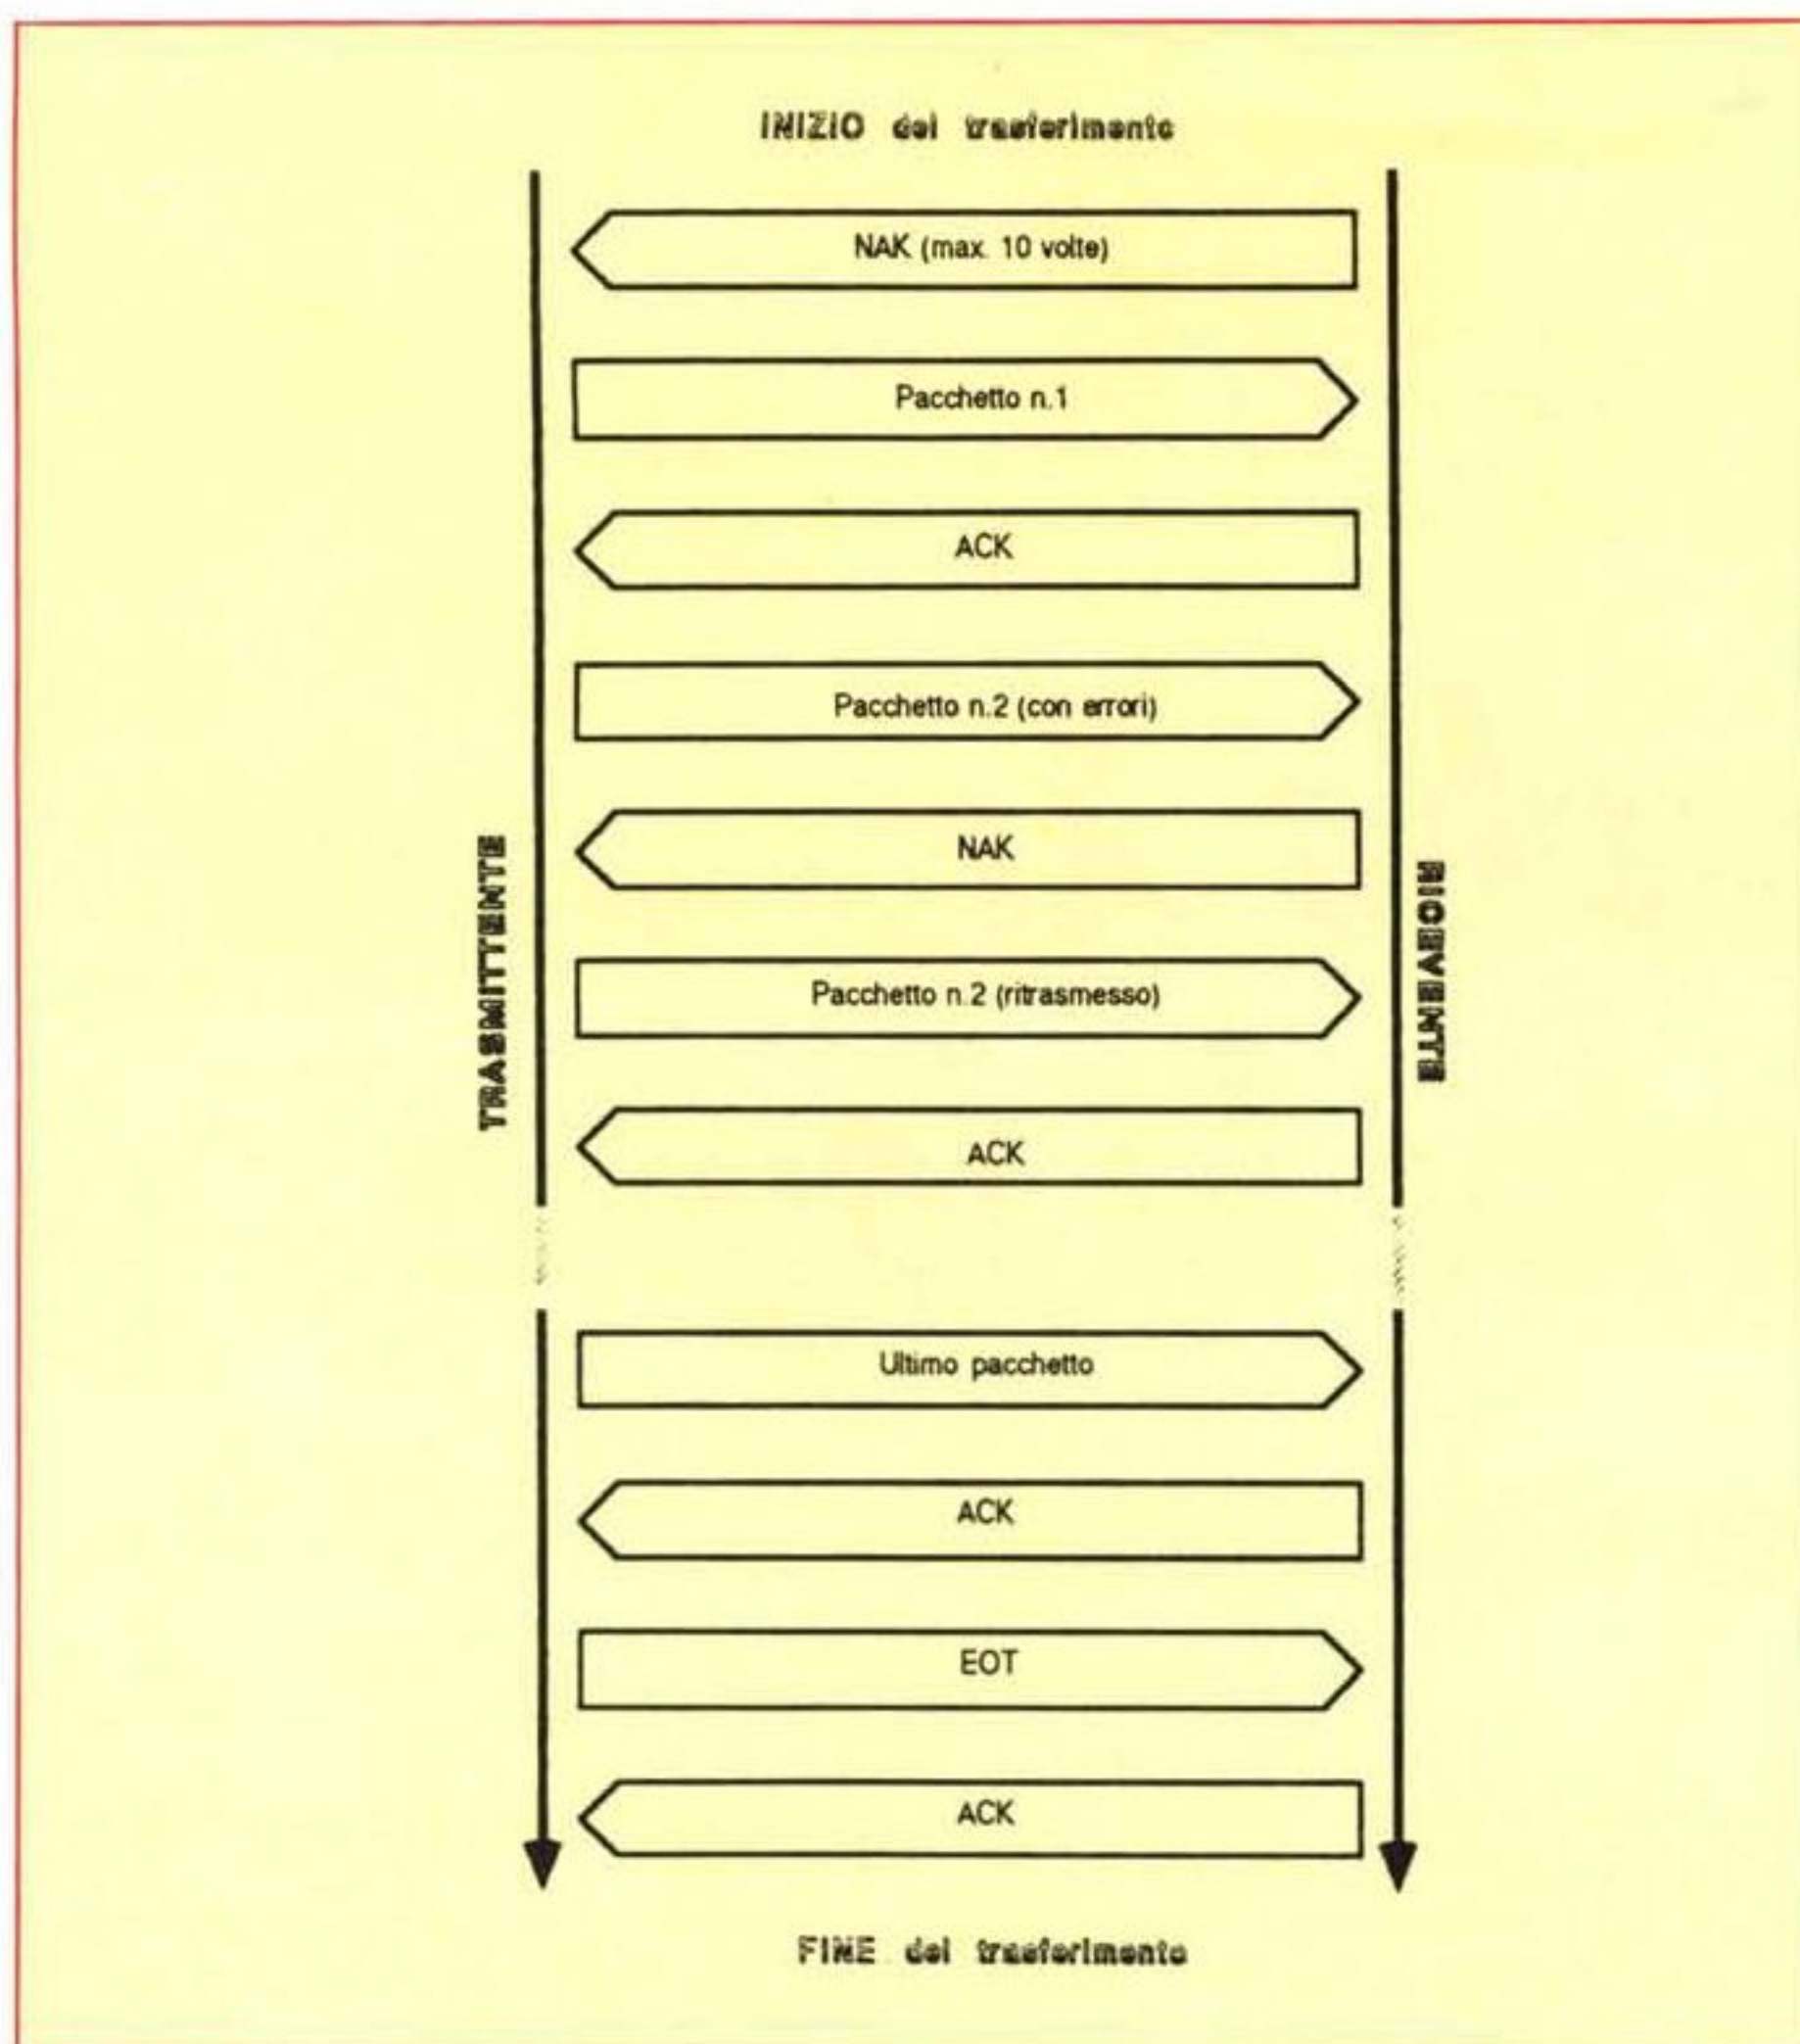 INIZIO del trasferimento
NAK (max. 10 volte)
Pacchetto n.1
ACK
Pacchetto n.2 (con errori)
NAK
TRASMITTENTE
RICEVENTE
Pacchetto n.2 (ritrasmesso)
ACK
Ultimo pacchetto
ACK
EOT
ACK
FINE del trasferimento